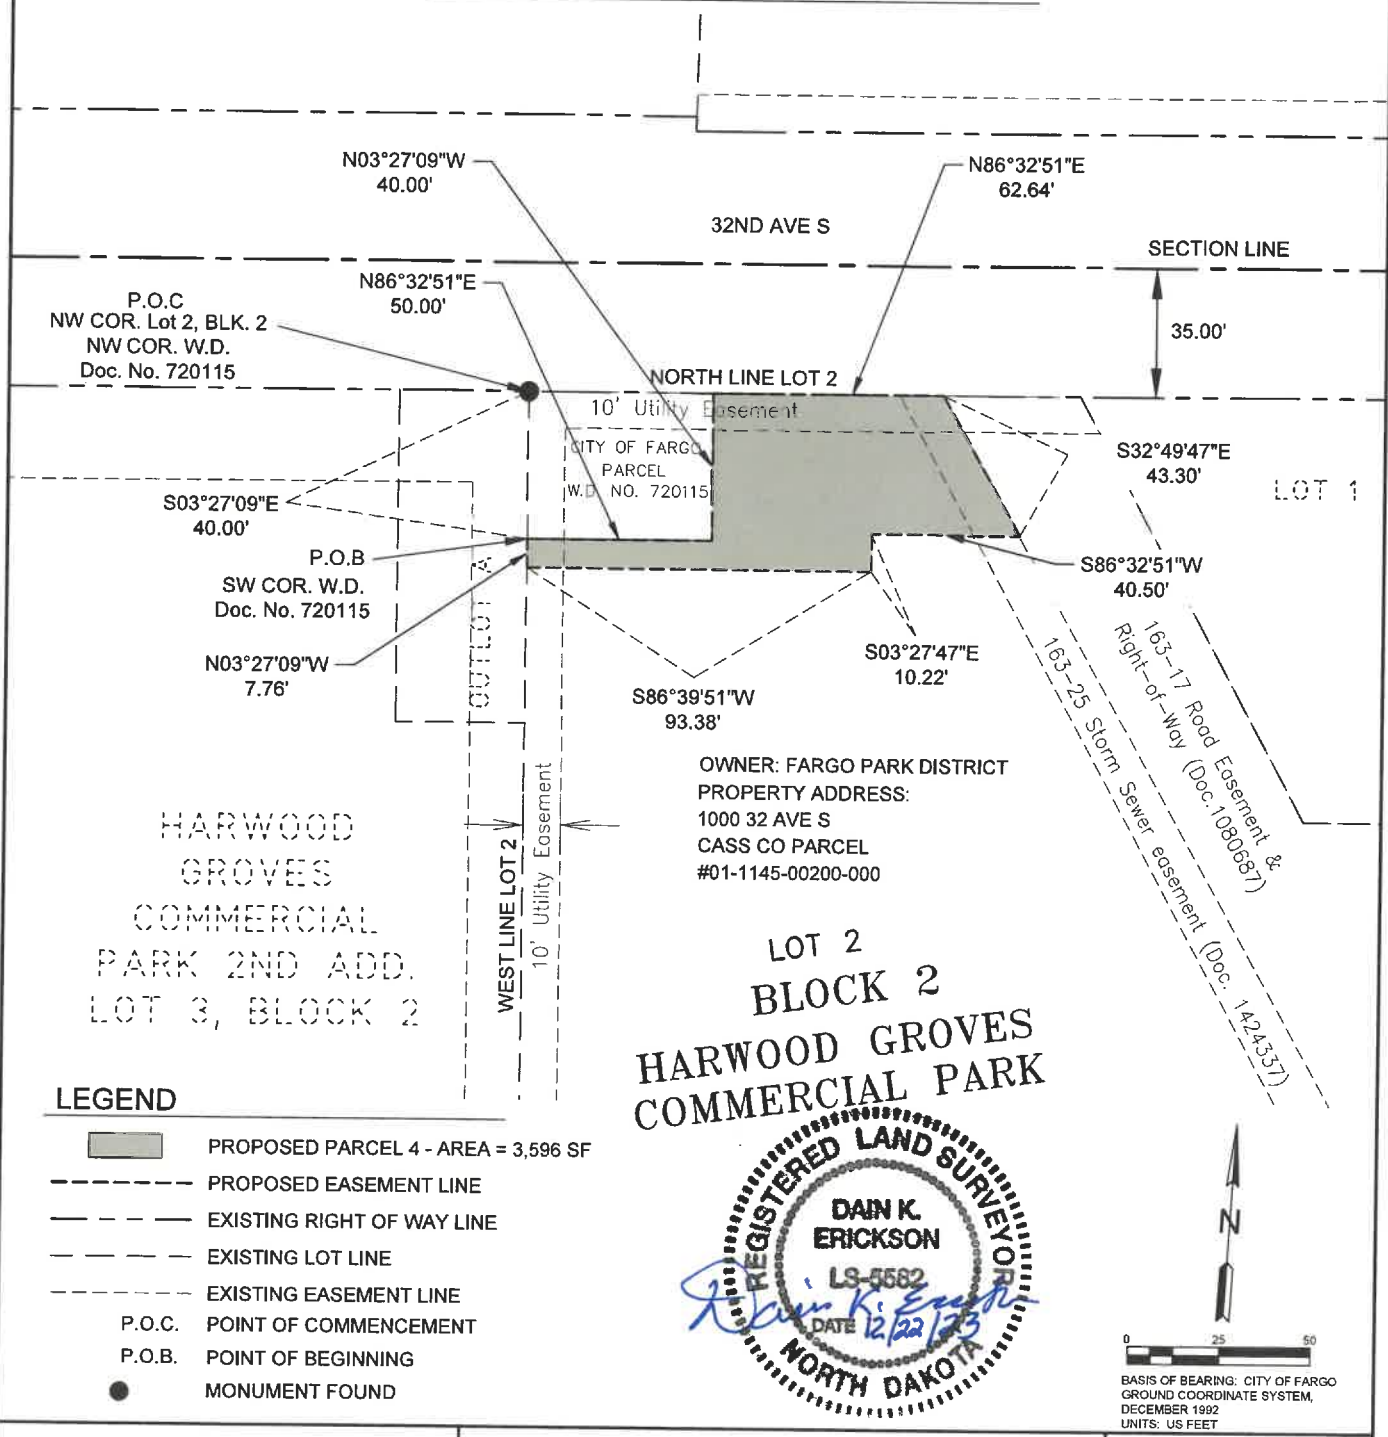 N03°27'09"W
40.00'
N86°32'51"E
62.64'
32ND AVE S
SECTION LINE
N86°32'51"E
50.00'
P.O.C
NW COR. Lot 2, BLK. 2
NW COR. W.D.
Doc. No. 720115
35.00'
NORTH LINE LOT 2
10' Utility Easement
CITY OF FARGO
PARCEL
W.D. NO. 720115
S32°49'47"E
43.30'
LOT 1
S03°27'09"E
40.00'
P.O.B
SW COR. W.D.
Doc. No. 720115
S86°32'51"W
40.50'
OUTLOT A
N03°27'09"W
7.76'
S03°27'47"E
10.22'
S86°39'51"W
93.38'
163-17 Road Easement &
Right-of-Way (Doc.1080687)
163-25 Storm Sewer easement (Doc. 1424337)
OWNER: FARGO PARK DISTRICT
PROPERTY ADDRESS:
1000 32 AVE S
CASS CO PARCEL
#01-1145-00200-000
HARWOOD
GROVES
COMMERCIAL
PARK 2ND ADD.
LOT 3, BLOCK 2
WEST LINE LOT 2
10' Utility Easement
LOT 2
BLOCK 2
HARWOOD GROVES
COMMERCIAL PARK
LEGEND
PROPOSED PARCEL 4 - AREA = 3,596 SF
PROPOSED EASEMENT LINE
EXISTING RIGHT OF WAY LINE
EXISTING LOT LINE
EXISTING EASEMENT LINE
P.O.C. POINT OF COMMENCEMENT
P.O.B. POINT OF BEGINNING
MONUMENT FOUND
REGISTERED LAND SURVEYOR
DAIN K.
ERICKSON
LS-5582
Dain K. Erickson
DATE 12/22/23
NORTH DAKOTA
N
0 25 50
BASIS OF BEARING: CITY OF FARGO
GROUND COORDINATE SYSTEM,
DECEMBER 1992
UNITS: US FEET